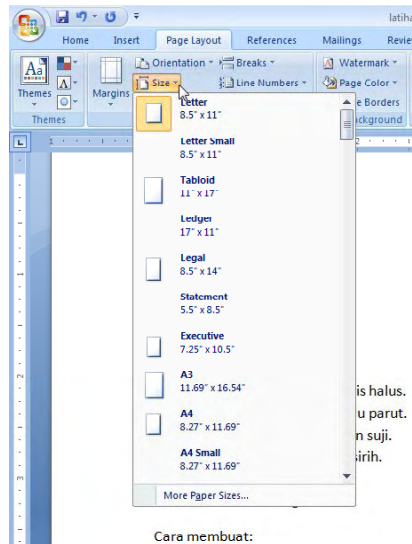 latiha
Home Insert Page Layout References Mailings Revie
Aa Themes
Margins
Orientation Breaks Watermark
Size Line Numbers Page Color
e Borders
Themes ckground
Letter
8.5" x 11"
Letter Small
8.5" x 11"
Tabloid
11" x 17"
Ledger
17" x 11"
Legal
8.5" x 14"
Statement
5.5" x 8.5"
Executive
7.25" x 10.5"
A3
11.69" x 16.54"
A4
8.27" x 11.69"
A4 Small
8.27" x 11.69"
More Paper Sizes...
is halus.
u parut.
n suji.
sirih.
Cara membuat: